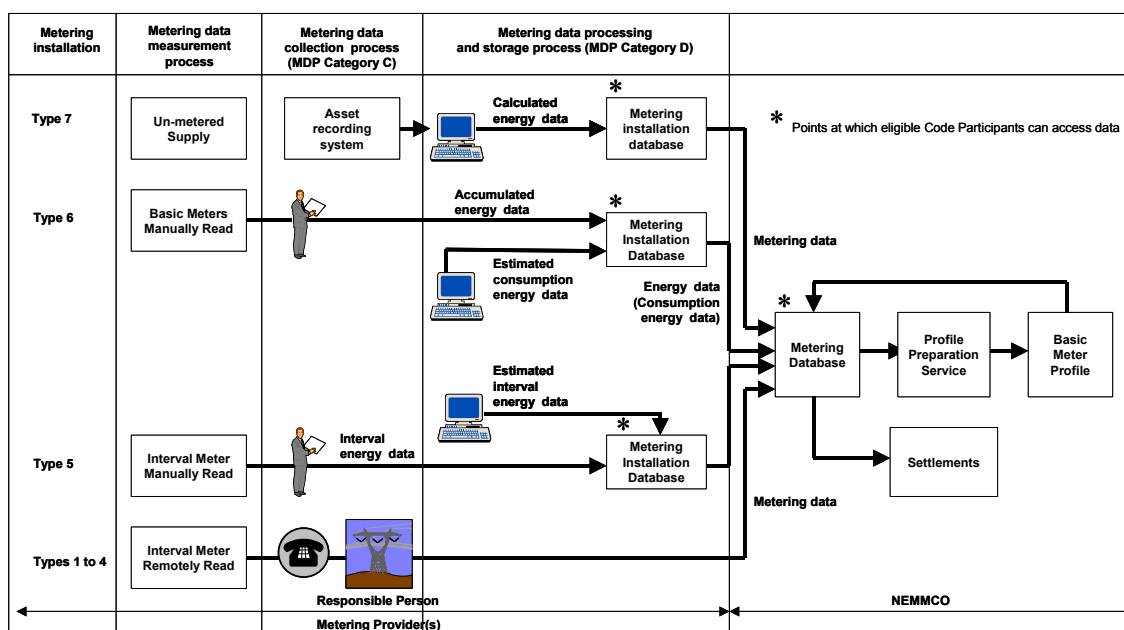 Metering
installation
Metering data
measurement
process
Metering data
collection process
(MDP Category C)
Metering data processing
and storage process (MDP Category D)
Type 7
Un-metered
Supply
Asset
recording
system
Calculated
energy data
*
Metering
installation
database
* Points at which eligible Code Participants can access data
Type 6
Basic Meters
Manually Read
Accumulated
energy data
*
Metering
Installation
Database
Estimated
consumption
energy data
Metering data
Energy data
(Consumption
energy data)
*
Metering
Database
Profile
Preparation
Service
Basic
Meter
Profile
Estimated
interval
energy data
Type 5
Interval Meter
Manually Read
Interval
energy data
*
Metering
Installation
Database
Settlements
Metering data
Types 1 to 4
Interval Meter
Remotely Read
Responsible Person
NEMMCO
Metering Provider(s)